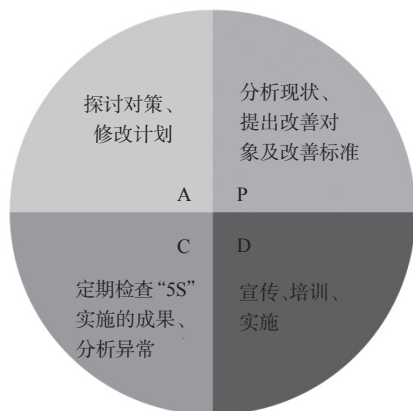 探讨对策、
修改计划
A
分析现状、
提出改善对
象及改善标准
P
C
定期检查“5S”
实施的成果、
分析异常
D
宣传、培训、
实施